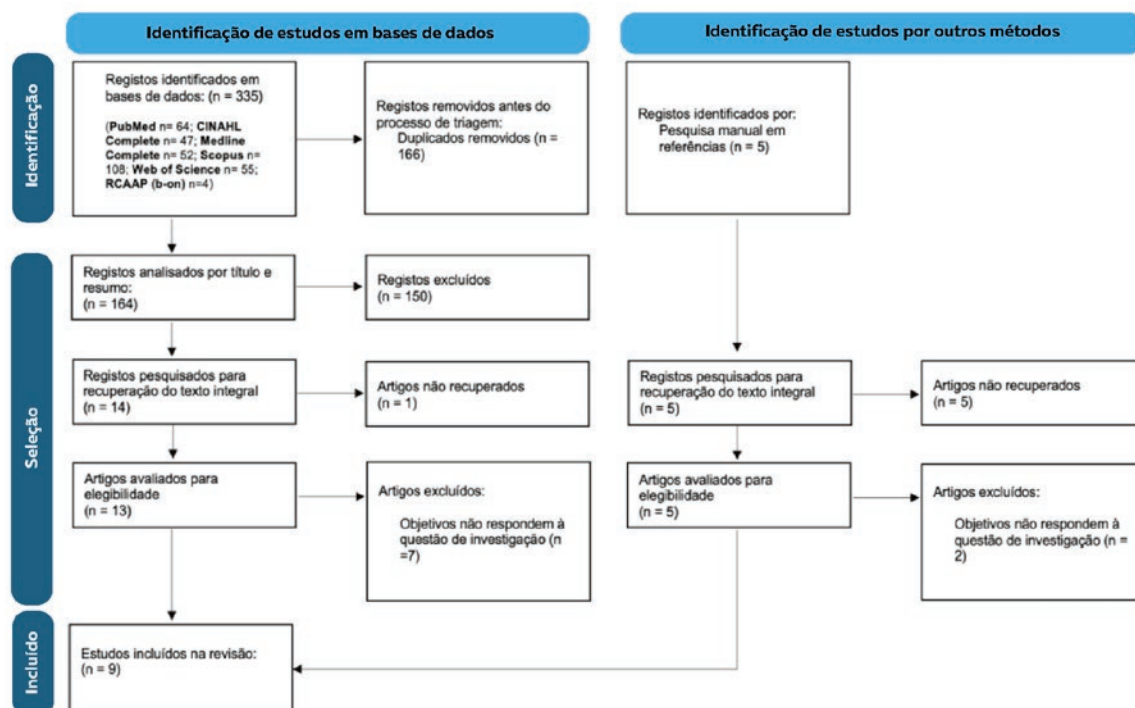 Identificação de estudos em bases de dados
Identificação de estudos por outros métodos
Identificação
Registos identificados em
bases de dados: (n = 335)
(PubMed n= 64; CINAHL
Complete n= 47; Medline
Complete n= 52; Scopus n=
108; Web of Science n= 55;
RCAAP (b-on) n=4)
Registos removidos antes do
processo de triagem:
Duplicados removidos (n =
166)
Registos identificados por:
Pesquisa manual em
referências (n = 5)
Seleção
Registos analisados por título e
resumo:
(n = 164)
Registos excluídos
(n = 150)
Registos pesquisados para
recuperação do texto integral
(n = 14)
Artigos não recuperados
(n = 1)
Registos pesquisados para
recuperação do texto integral
(n = 5)
Artigos não recuperados
(n = 5)
Artigos avaliados para
elegibilidade
(n = 13)
Artigos excluídos:
Objetivos não respondem à
questão de investigação (n
=7)
Artigos avaliados para
elegibilidade
(n = 5)
Artigos excluídos:
Objetivos não respondem à
questão de investigação (n =
2)
Incluído
Estudos incluídos na revisão:
(n = 9)